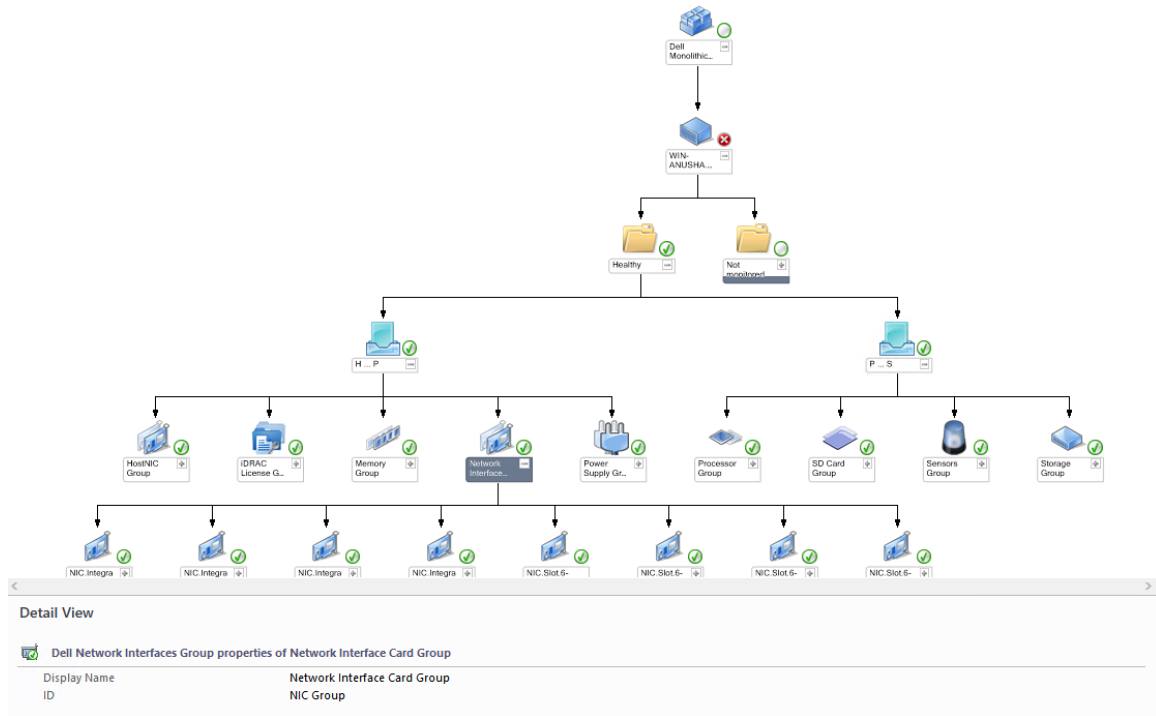 Dell
Monolithic...
WIN-
ANUSHA...
Healthy
Not
monitored
H ... P
P ... S
HostNIC
Group
iDRAC
License G...
Memory
Group
Network
Interface...
Power
Supply Gr...
Processor
Group
SD Card
Group
Sensors
Group
Storage
Group
NIC.Integra
NIC.Integra
NIC.Integra
NIC.Integra
NIC.Slot.6-
NIC.Slot.6-
NIC.Slot.6-
NIC.Slot.6-
Detail View
Dell Network Interfaces Group properties of Network Interface Card Group
Display Name Network Interface Card Group
ID NIC Group